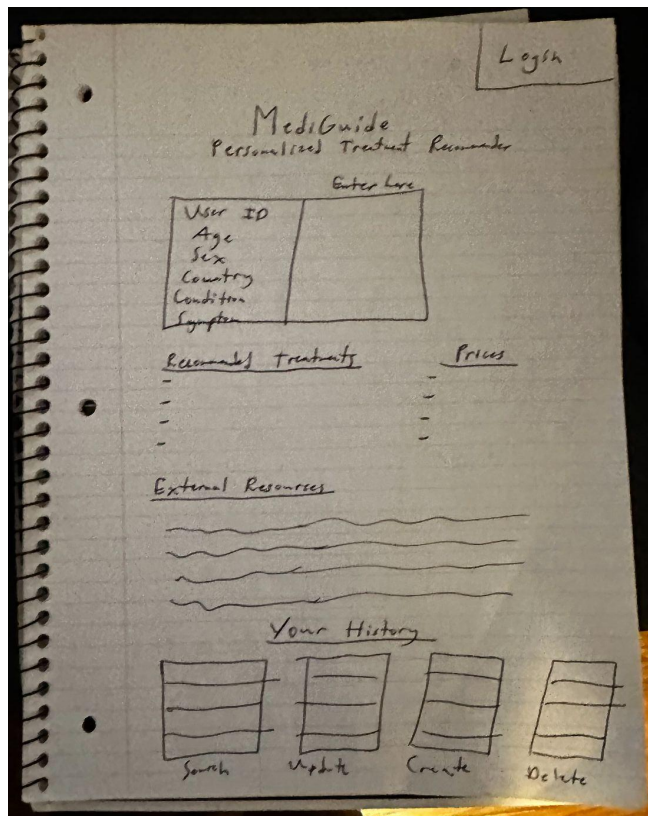 Login
MediGuide
Personalized Treatment Recommender
Enter here
User ID
Age
Sex
Country
Condition
Symptom
Recommended Treatments
Prices
External Resources
Your History
Search Update Create Delete